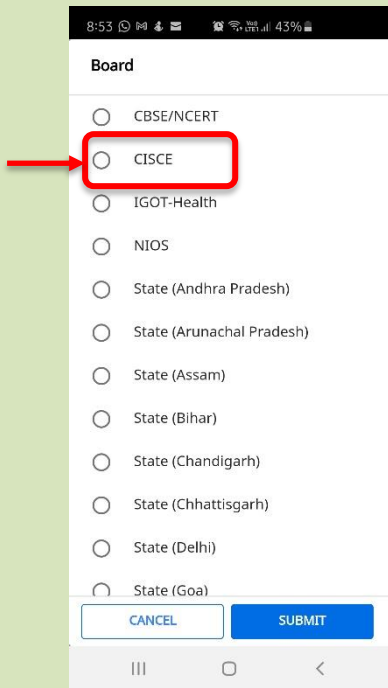 8:53 43%
Board
CBSE/NCERT
CISCE
IGOT-Health
NIOS
State (Andhra Pradesh)
State (Arunachal Pradesh)
State (Assam)
State (Bihar)
State (Chandigarh)
State (Chhattisgarh)
State (Delhi)
State (Goa)
CANCEL SUBMIT